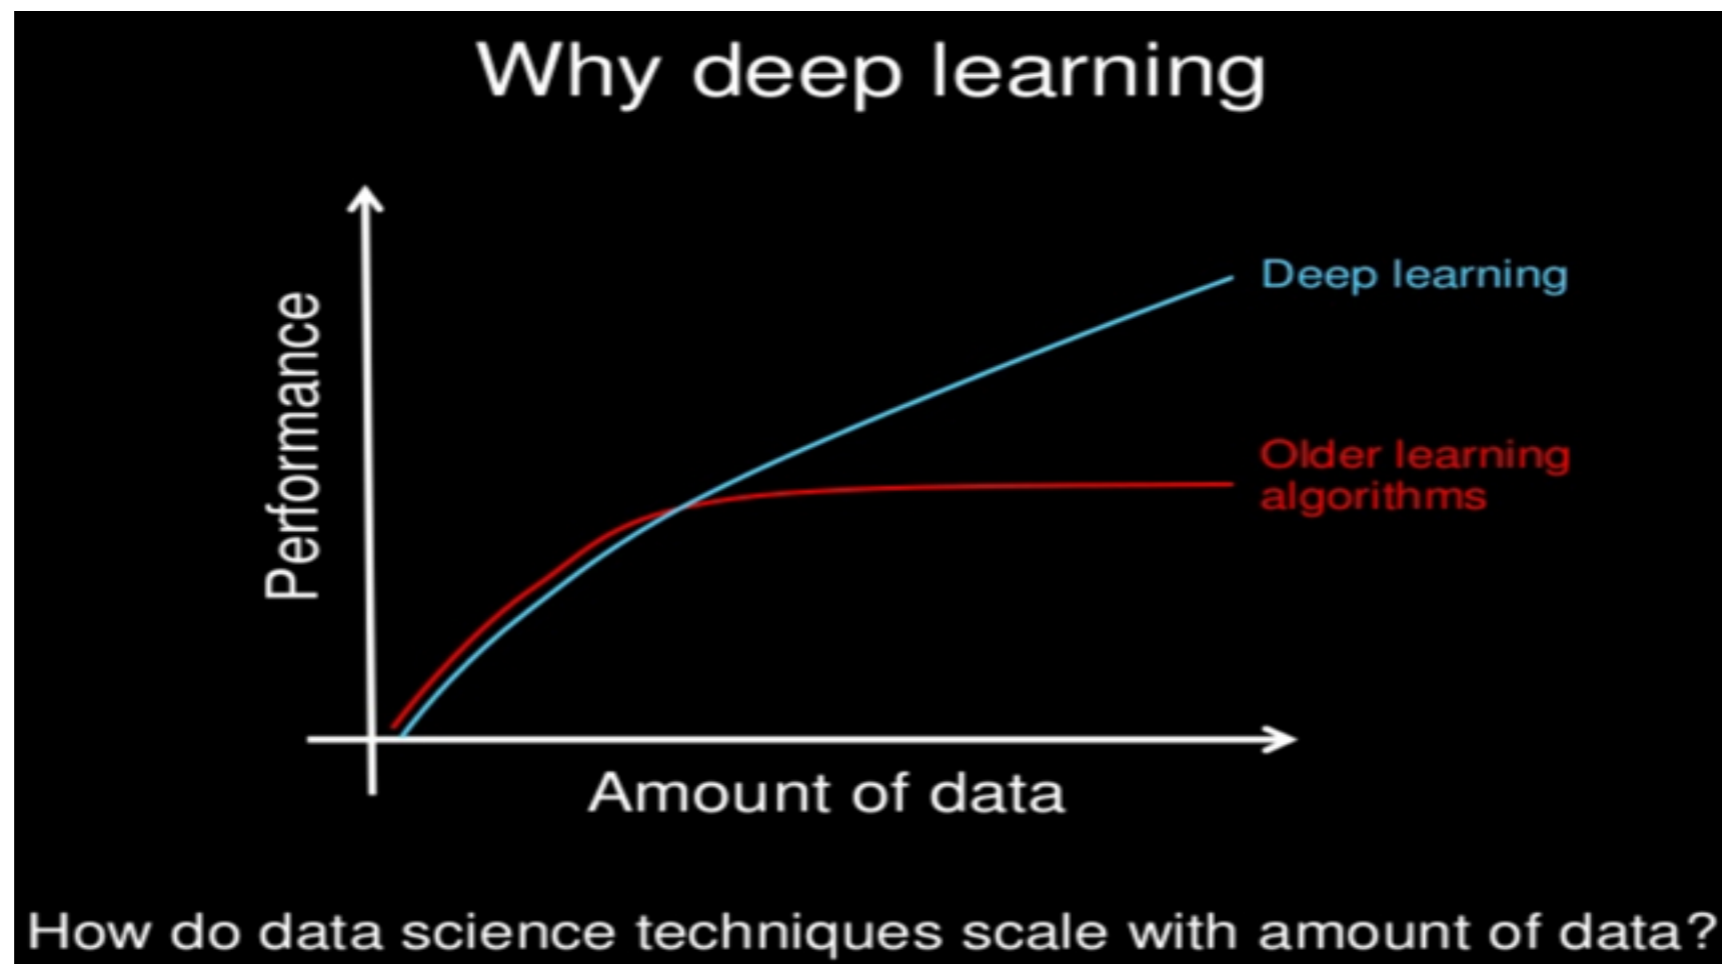 Why deep learning
Performance
Deep learning
Older learning
algorithms
Amount of data
How do data science techniques scale with amount of data?